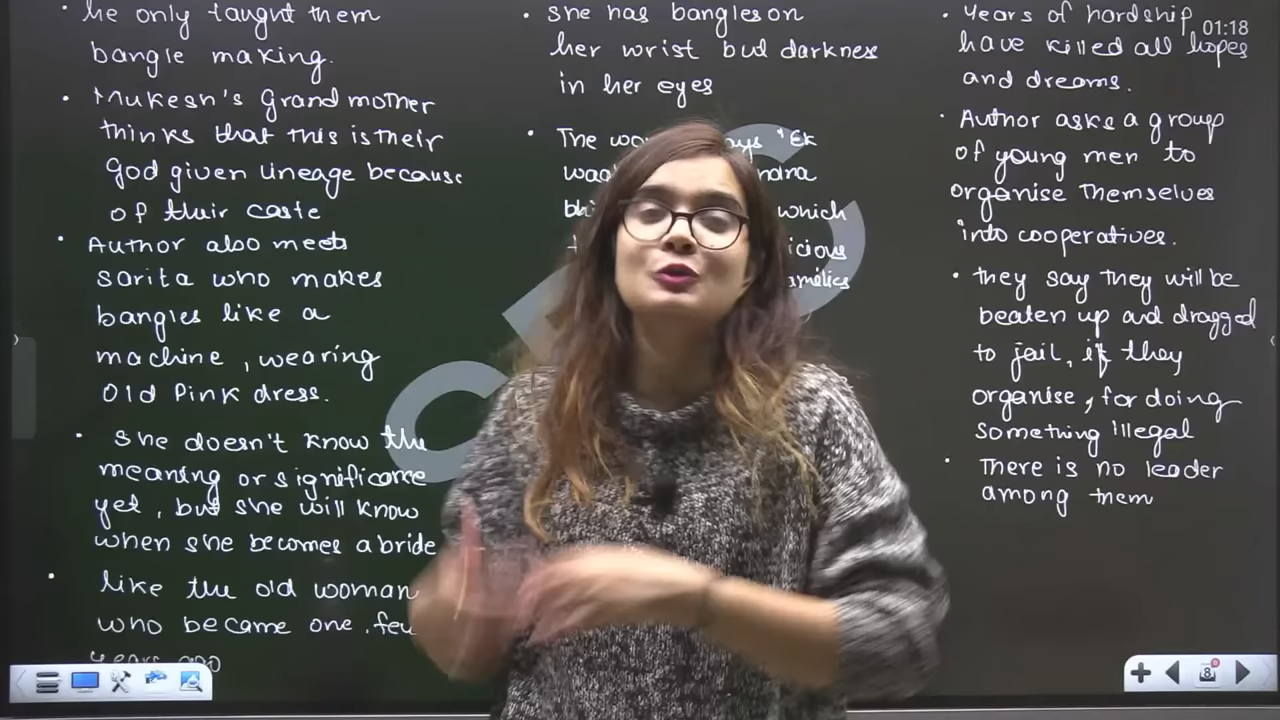 • he only taught them
bangle making.
• Mukesh's Grandmother
thinks that this is their
god given lineage because
of their caste
• Author also meets
sarita who makes
bangles like a
machine, wearing
old Pink dress.
• she doesn't know the
meaning or significance
yet, but she will know
when she becomes a bride
• like the old woman
who became one, few
years ago
• she has bangles on
her wrist but darkness
in her eyes
• The says "Ek
which
• Years of hardship
have killed all hopes
and dreams.
• Author asks a group
of young men to
organise themselves
into cooperatives.
• they say they will be
beaten up and dragged
to jail, if they
organise, for doing
something illegal
• There is no leader
among them
01:18
8